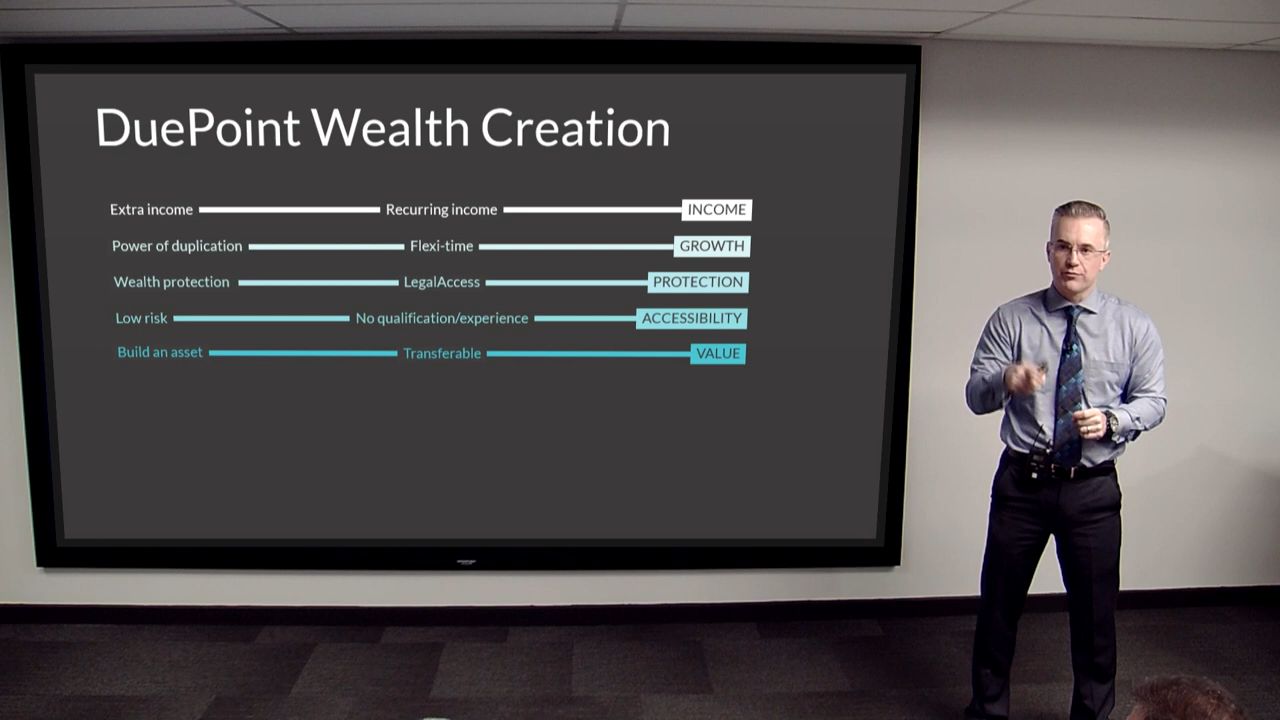 DuePoint Wealth Creation
Extra income Recurring income INCOME
Power of duplication Flexi-time GROWTH
Wealth protection LegalAccess PROTECTION
Low risk No qualification/experience ACCESSIBILITY
Build an asset Transferable VALUE